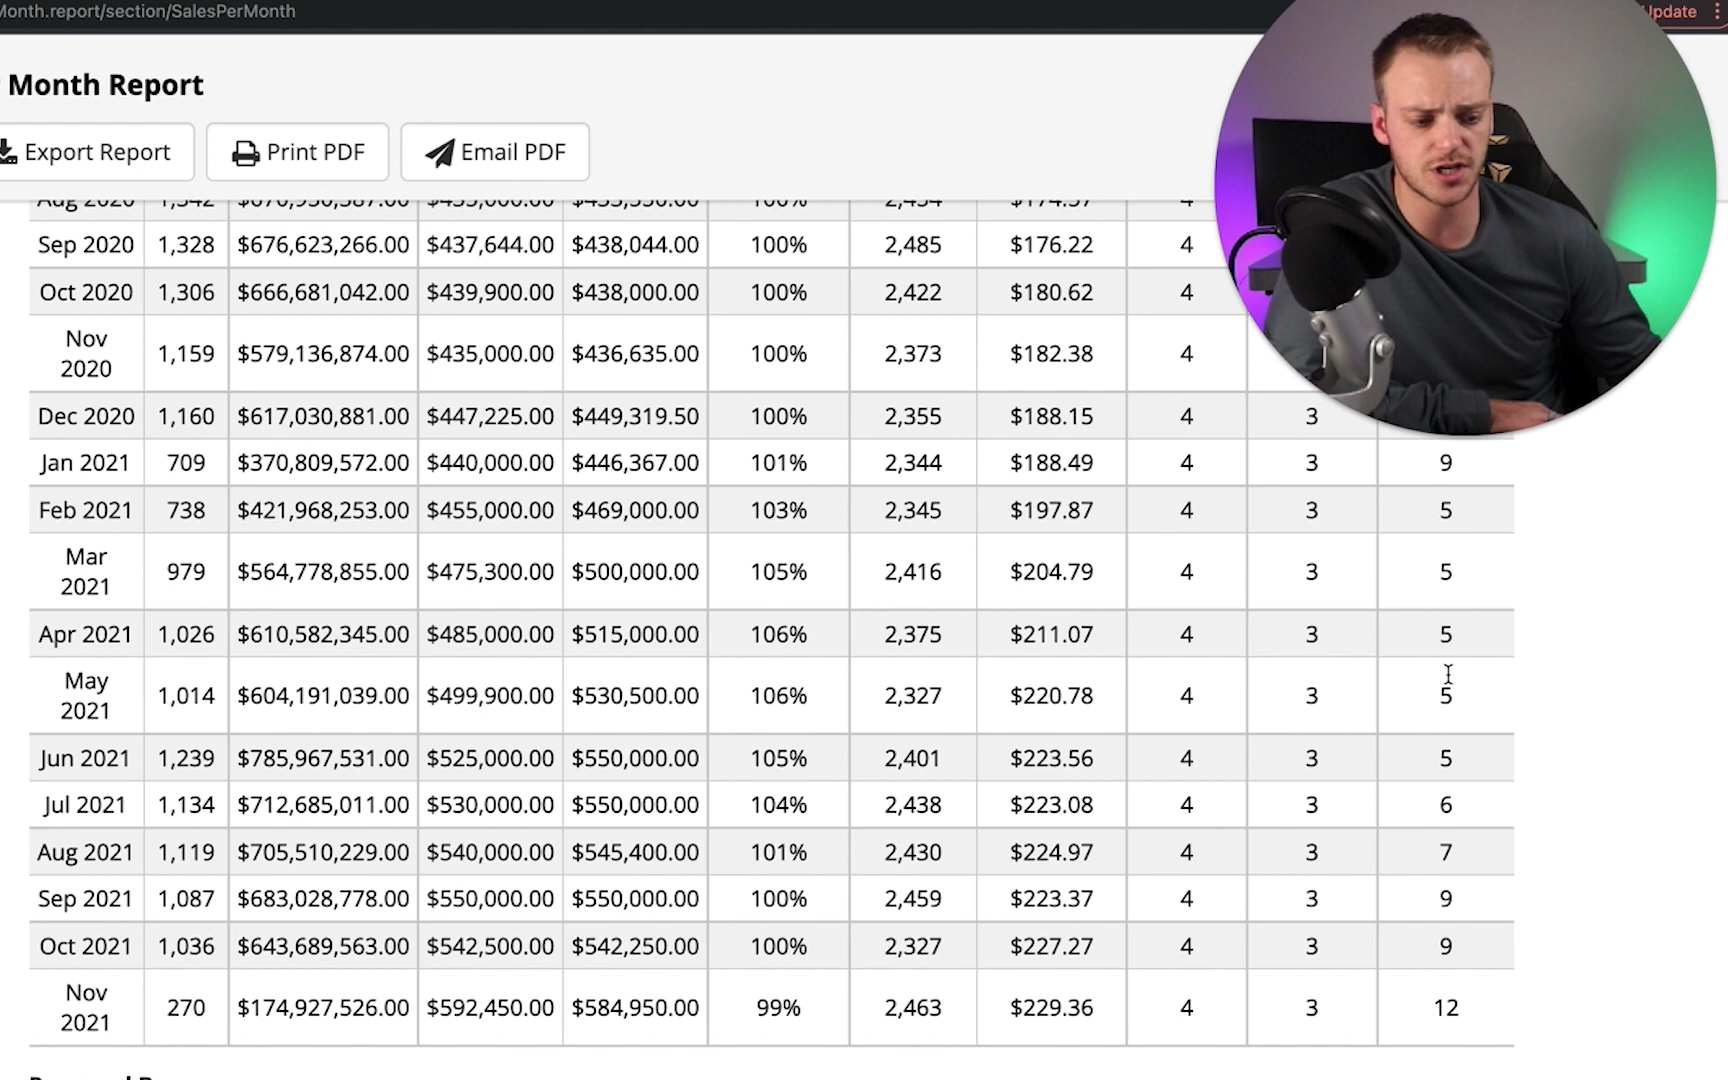 Month.report/section/SalesPerMonth
Update
Month Report
Export Report
Print PDF
Email PDF
Aug 2020 1,342 100% 2,454 $174.57 4
Sep 2020 1,328 $676,623,266.00 $437,644.00 $438,044.00 100% 2,485 $176.22 4
Oct 2020 1,306 $666,681,042.00 $439,900.00 $438,000.00 100% 2,422 $180.62 4
Nov
2020 1,159 $579,136,874.00 $435,000.00 $436,635.00 100% 2,373 $182.38 4
Dec 2020 1,160 $617,030,881.00 $447,225.00 $449,319.50 100% 2,355 $188.15 4 3
Jan 2021 709 $370,809,572.00 $440,000.00 $446,367.00 101% 2,344 $188.49 4 3 9
Feb 2021 738 $421,968,253.00 $455,000.00 $469,000.00 103% 2,345 $197.87 4 3 5
Mar
2021 979 $564,778,855.00 $475,300.00 $500,000.00 105% 2,416 $204.79 4 3 5
Apr 2021 1,026 $610,582,345.00 $485,000.00 $515,000.00 106% 2,375 $211.07 4 3 5
May
2021 1,014 $604,191,039.00 $499,900.00 $530,500.00 106% 2,327 $220.78 4 3 5
Jun 2021 1,239 $785,967,531.00 $525,000.00 $550,000.00 105% 2,401 $223.56 4 3 5
Jul 2021 1,134 $712,685,011.00 $530,000.00 $550,000.00 104% 2,438 $223.08 4 3 6
Aug 2021 1,119 $705,510,229.00 $540,000.00 $545,400.00 101% 2,430 $224.97 4 3 7
Sep 2021 1,087 $683,028,778.00 $550,000.00 $550,000.00 100% 2,459 $223.37 4 3 9
Oct 2021 1,036 $643,689,563.00 $542,500.00 $542,250.00 100% 2,327 $227.27 4 3 9
Nov
2021 270 $174,927,526.00 $592,450.00 $584,950.00 99% 2,463 $229.36 4 3 12